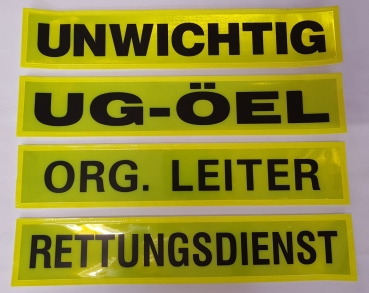 UNWICHTIG
UG-ÖEL
ORG. LEITER
RETTUNGSDIENST